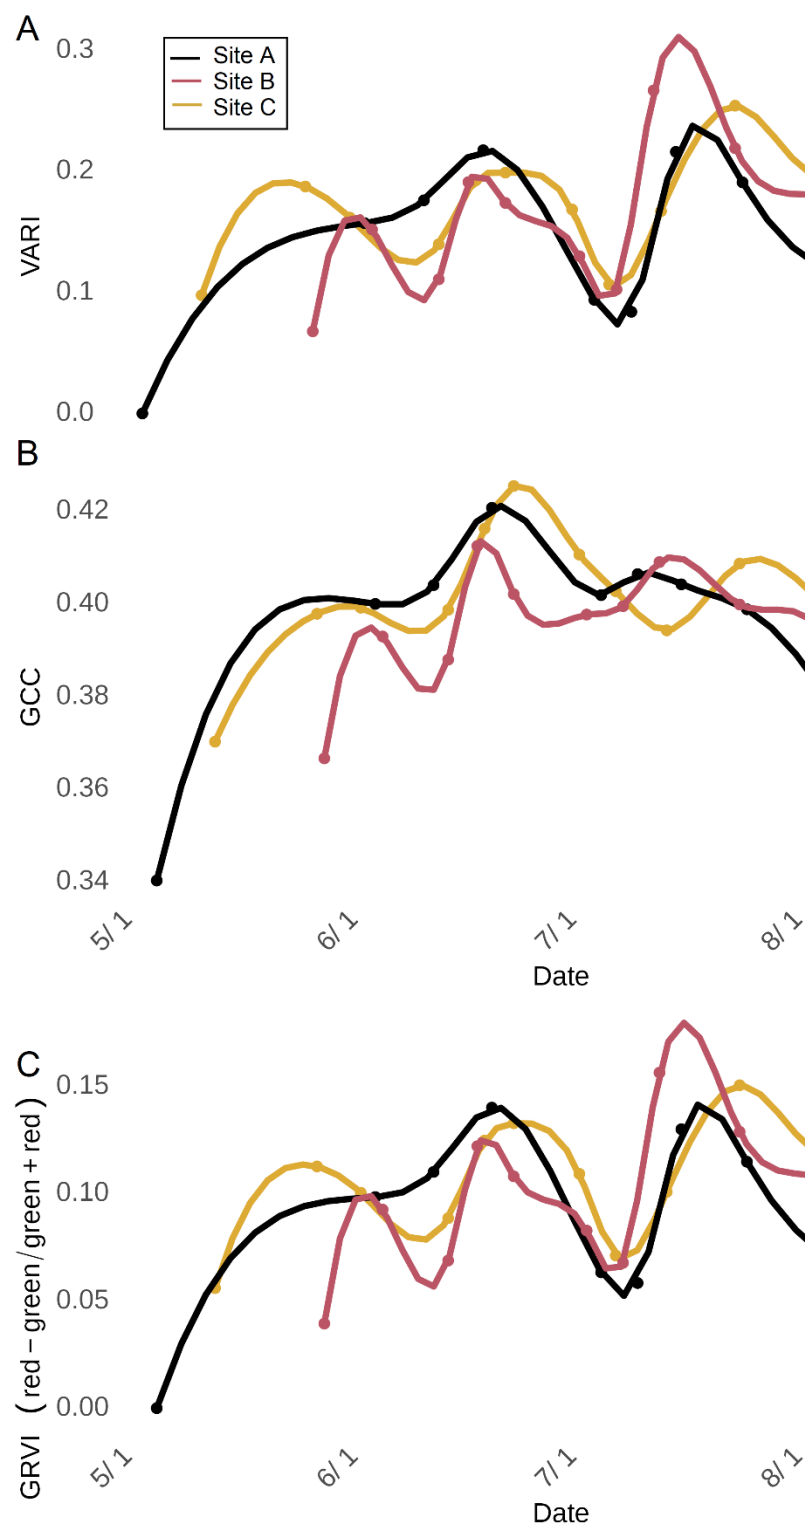 A
0.3
Site A
Site B
Site C
0.2
VARI
0.1
0.0
B
0.42
0.40
GCC
0.38
0.36
0.34
5/ 1
6/ 1
7/ 1
8/ 1
Date
C
0.15
GRVI ( red − green/green + red )
0.10
0.05
0.00
5/ 1
6/ 1
7/ 1
8/ 1
Date